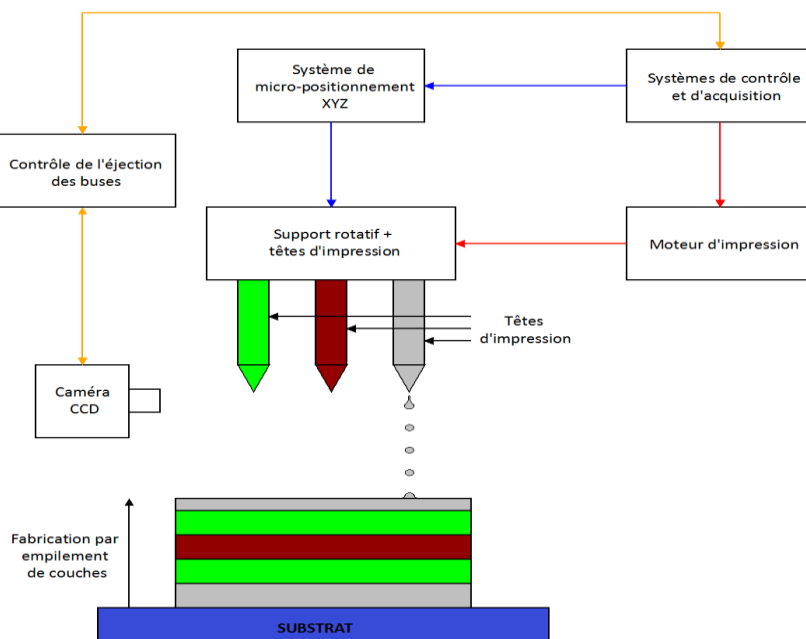 Système de
micro-positionnement
XYZ
Systèmes de contrôle
et d'acquisition
Contrôle de l'éjection
des buses
Support rotatif +
têtes d'impression
Moteur d'impression
Têtes
d'impression
Caméra
CCD
Fabrication par
empilement
de couches
SUBSTRAT